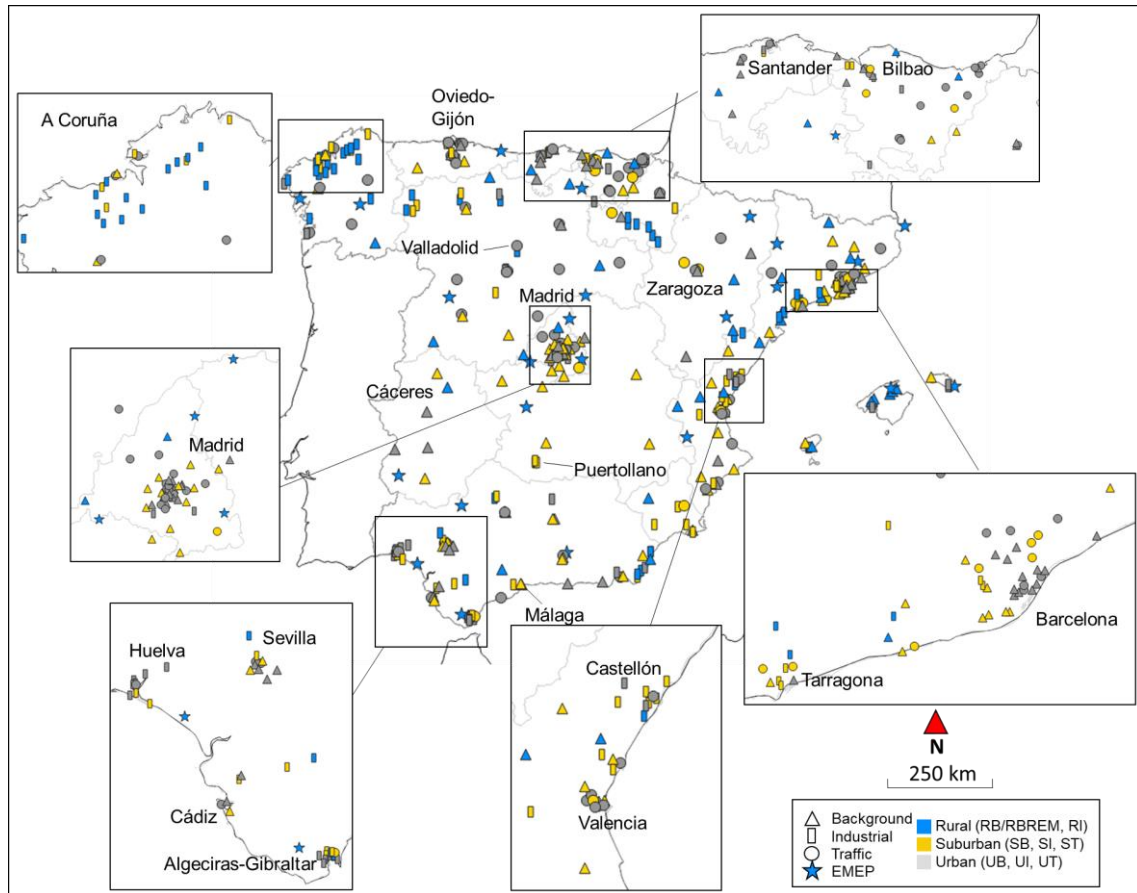 Santander
Bilbao
Oviedo-
Gijón
A Coruña
Valladolid
Zaragoza
Madrid
Cáceres
Madrid
Puertollano
Málaga
Barcelona
Tarragona
Huelva
Sevilla
Cádiz
Algeciras-Gibraltar
Castellón
Valencia
N
250 km
Background
Industrial
Traffic
EMEP
Rural (RB/RBREM, RI)
Suburban (SB, SI, ST)
Urban (UB, UI, UT)